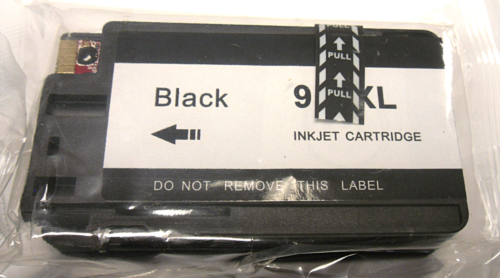 PULL
PULL
Black
9 XL
INKJET CARTRIDGE
DO NOT REMOVE THIS LABEL